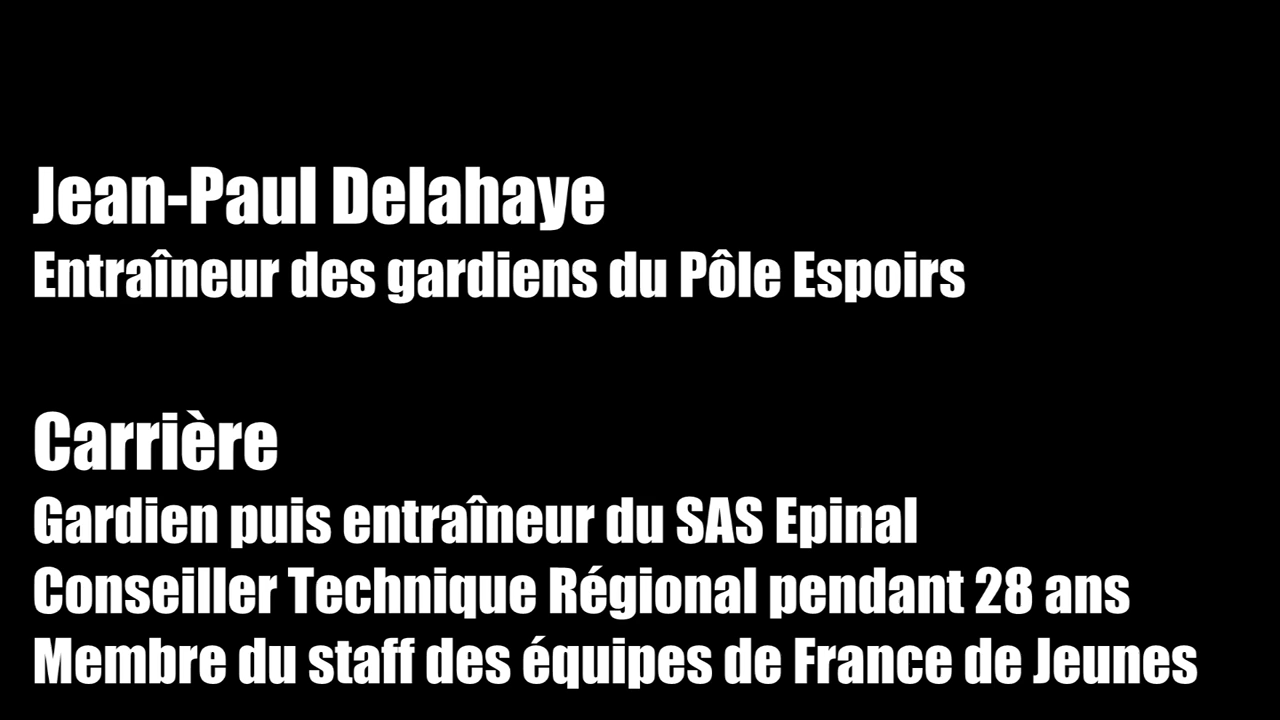 Jean-Paul Delahaye
Entraîneur des gardiens du Pôle Espoirs
Carrière
Gardien puis entraîneur du SAS Epinal
Conseiller Technique Régional pendant 28 ans
Membre du staff des équipes de France de Jeunes